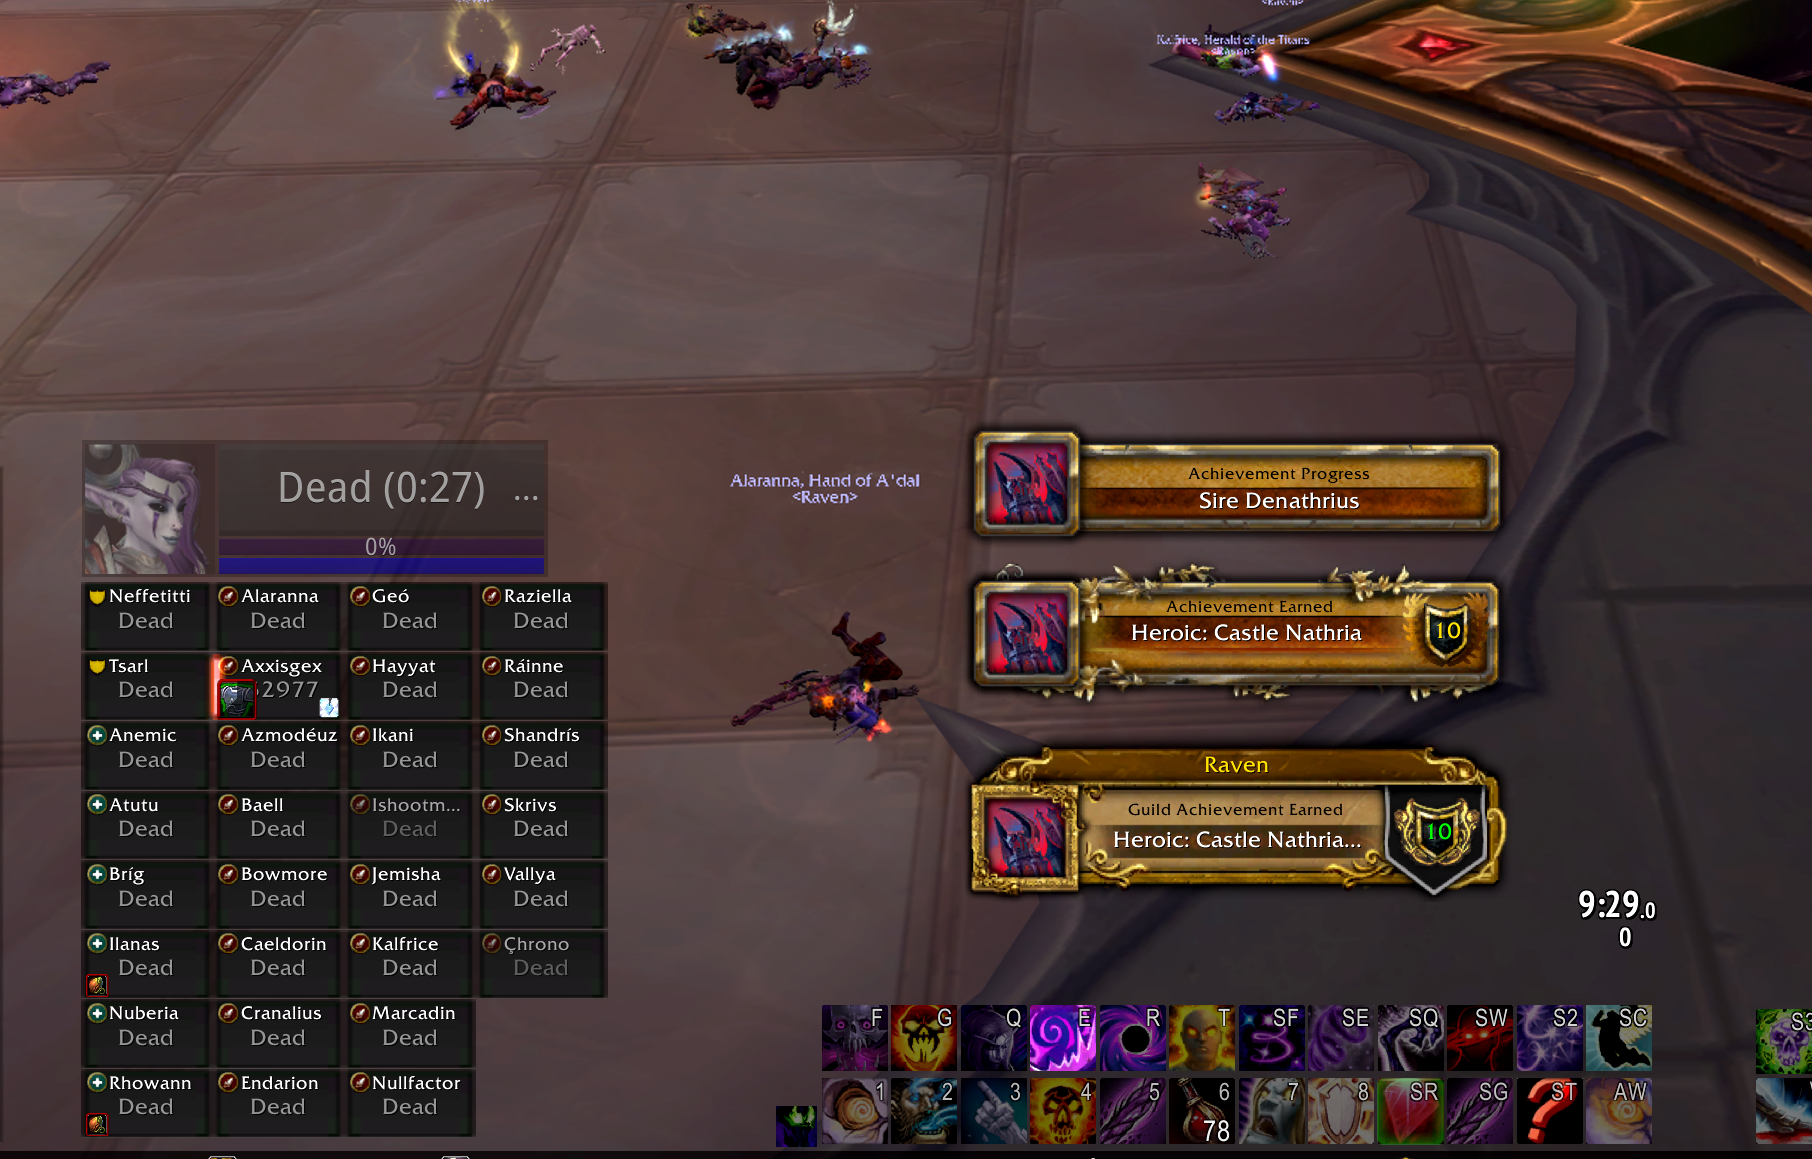 <Raven>
<Raven>
Kalfrice, Herald of the Titans
<Raven>
Dead (0:27) ...
0%
Alaranna, Hand of A'dal
<Raven>
Achievement Progress
Sire Denathrius
Achievement Earned
Heroic: Castle Nathria
10
Raven
Guild Achievement Earned
Heroic: Castle Nathria...
10
Neffetitti Alaranna Geó Raziella
Dead Dead Dead Dead
Tsarl Axxisgex Hayyat Ráinne
Dead 2977 Dead Dead
Anemic Azmodéuz Ikani Shandrís
Dead Dead Dead Dead
Atutu Baell Ishootm... Skrivs
Dead Dead Dead Dead
Bríg Bowmore Jemisha Vallya
Dead Dead Dead Dead
Ilanas Caeldorin Kalfrice Çhrono
Dead Dead Dead Dead
Nuberia Cranalius Marcadin
Dead Dead Dead
Rhowann Endarion Nullfactor
Dead Dead Dead
9:29.0
0
F G Q E R T SF SE SQ SW S2 SC S3
1 2 3 4 5 6 7 8 SR SG ST AW
78